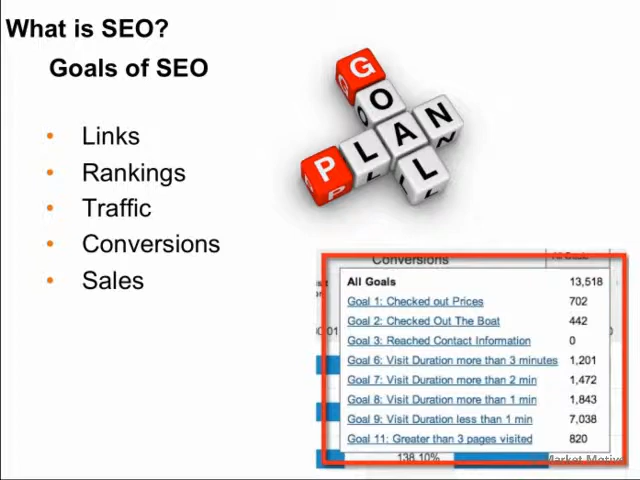 What is SEO?
Goals of SEO
• Links
• Rankings
• Traffic
• Conversions
• Sales
GOAL
PLAN
Conversions
All Goals 13,518
Goal 1: Checked out Prices 702
Goal 2: Checked Out The Boat 442
Goal 3: Reached Contact Information 0
Goal 6: Visit Duration more than 3 minutes 1,201
Goal 7: Visit Duration more than 2 min 1,472
Goal 8: Visit Duration more than 1 min 1,843
Goal 9: Visit Duration less than 1 min 7,038
Goal 11: Greater than 3 pages visited 820
138.10%
Market Motive